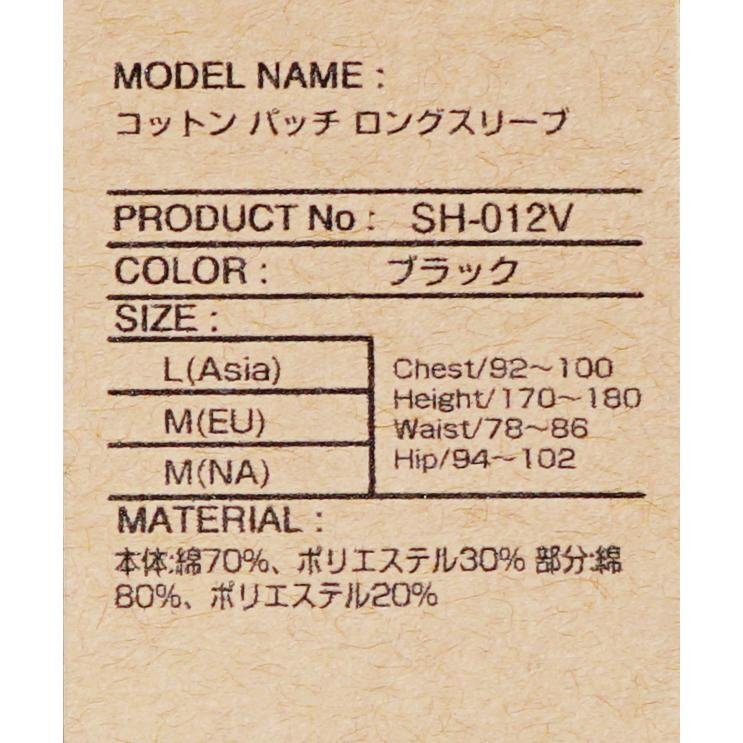 MODEL NAME :
コットン パッチ ロングスリーブ
PRODUCT No : SH-012V
COLOR : ブラック
SIZE :
L(Asia)
M(EU)
M(NA)
Chest/92～100
Height/170～180
Waist/78～86
Hip/94～102
MATERIAL :
本体:綿70%、ポリエステル30% 部分:綿
80%、ポリエステル20%